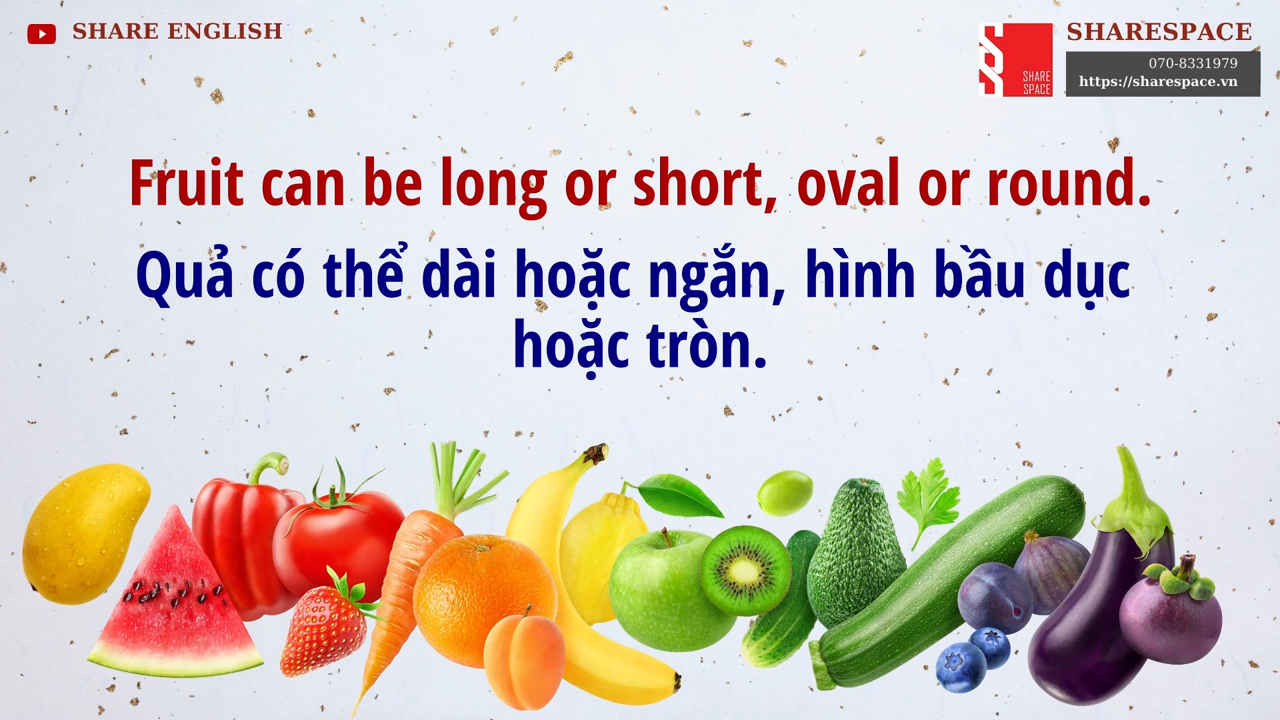 SHARE ENGLISH
SHARESPACE
070-8331979
https://sharespace.vn
SHARE
SPACE
Fruit can be long or short, oval or round.
Quả có thể dài hoặc ngắn, hình bầu dục
hoặc tròn.